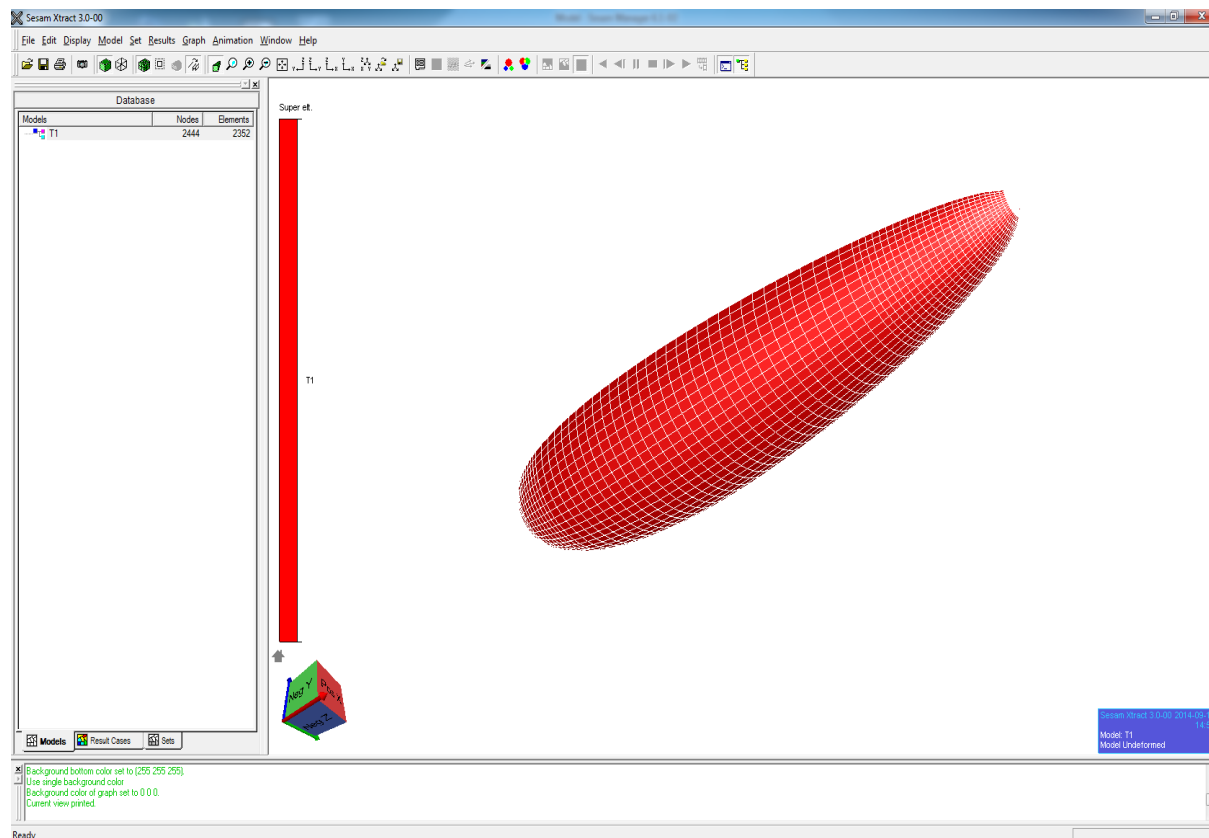 Sesam Xtract 3.0-00
File Edit Display Model Set Results Graph Animation Window Help
Database
Models Nodes Elements
T1 2444 2352
Super elt.
T1
Neg Y
Neg Z
Sesam Xtract 3.0-00 2014-09-
Model: T1
Model Undeformed
Models Result Cases Sets
Background bottom color set to (255 255 255).
Use single background color
Background color of graph set to 0 0 0.
Current view printed.
Ready